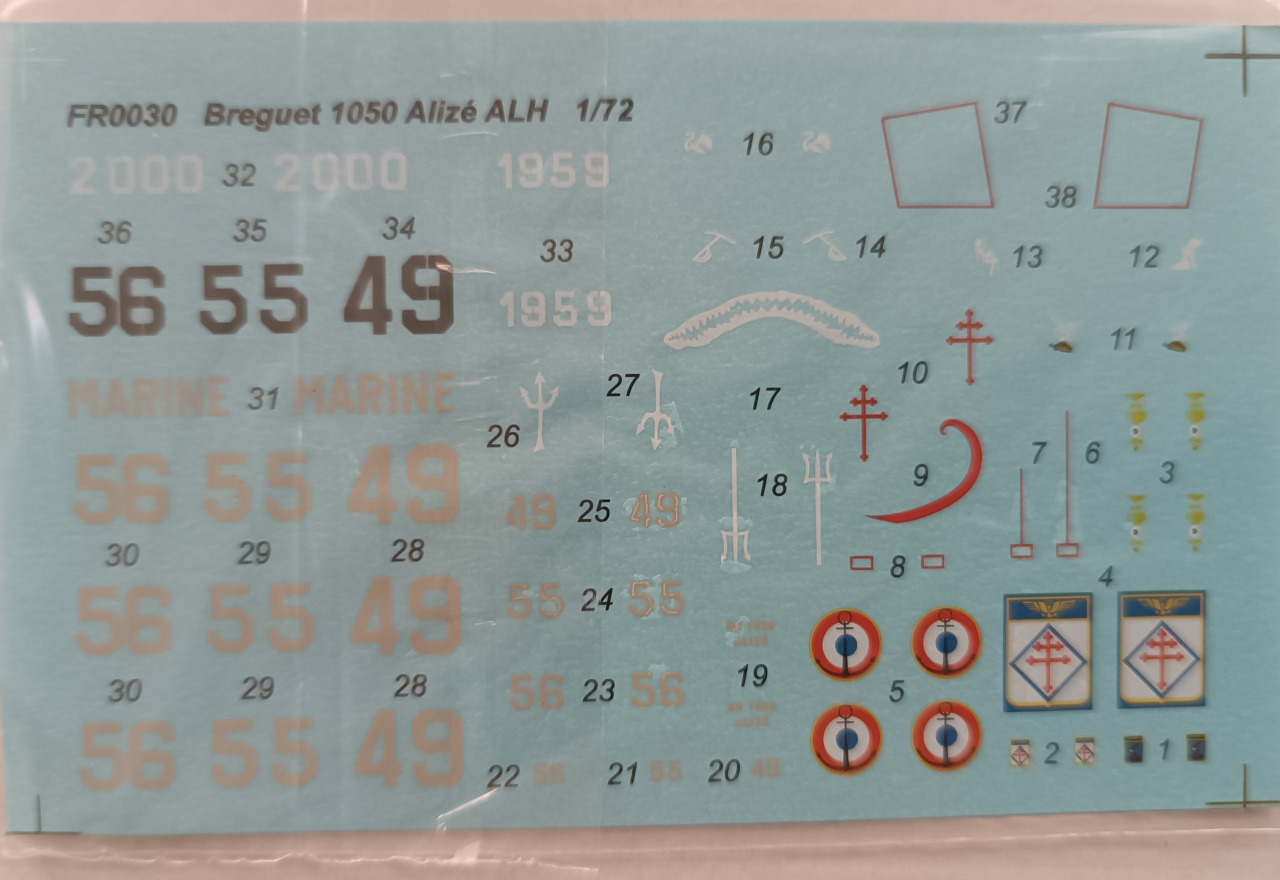 FR0030 Breguet 1050 Alizé ALH 1/72
2000 32 2000 1959 16 37
38
36 35 34
33 15 14 13 12
56 55 49
1959
11
MARINE 31 MARINE 27 17 10
26
56 55 49 18 9 7 6 3
49 25 49
30 29 28 8
4
56 55 49 55 24 55
19
30 29 28 56 23 56 5
56 55 49
22 56 21 55 20 49 2 1